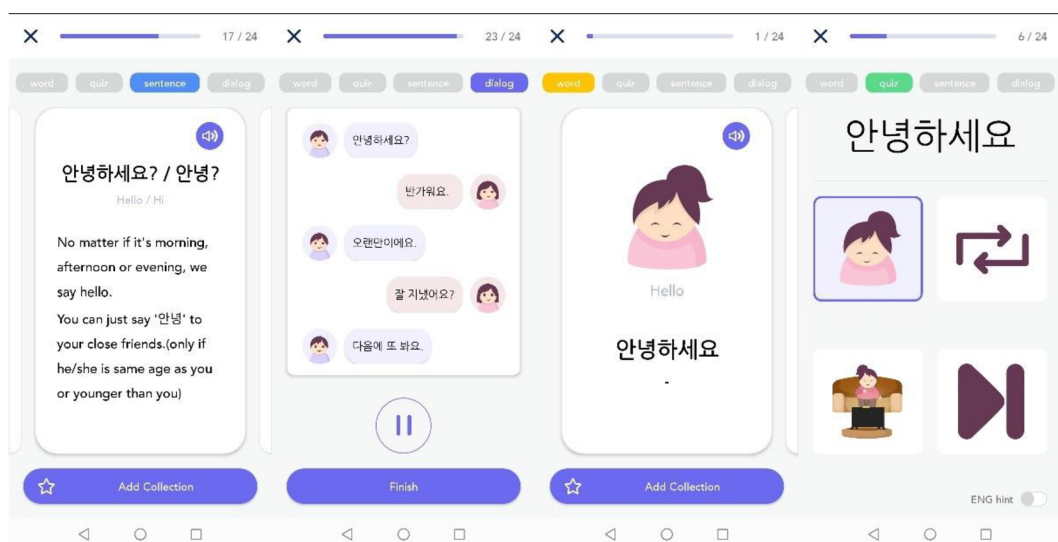 17 / 24
word quiz sentence dialog
안녕하세요? / 안녕?
Hello / Hi
No matter if it's morning,
afternoon or evening, we
say hello.
You can just say '안녕' to
your close friends.(only if
he/she is same age as you
or younger than you)
Add Collection
23 / 24
word quiz sentence dialog
안녕하세요?
반가워요.
오랜만이에요.
잘 지냈어요?
다음에 또 봐요.
Finish
1 / 24
word quiz sentence dialog
Hello
안녕하세요
-
Add Collection
6 / 24
word quiz sentence dialog
안녕하세요
ENG hint